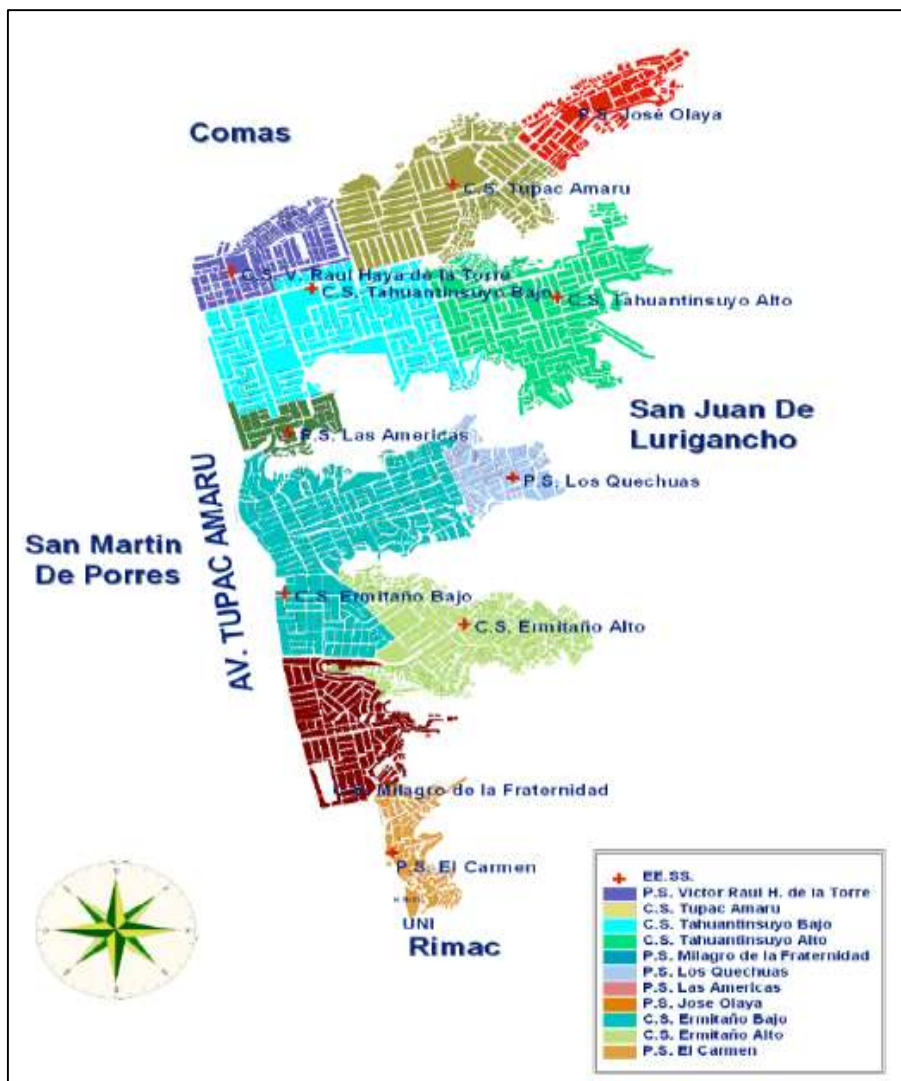 P.S. José Olaya
Comas
C.S. Tupac Amaru
C.S. V. Raul Haya de la Torre
C.S. Tahuantinsuyo Bajo
C.S. Tahuantinsuyo Alto
San Juan De
Lurigancho
P.S. Las Americas
P.S. Los Quechuas
AV. TUPAC AMARU
San Martin
De Porres
C.S. Ermitaño Bajo
C.S. Ermitaño Alto
C.S. Milagro de la Fraternidad
P.S. El Carmen
UNI
Rimac
EE.SS.
P.S. Victor Raul H. de la Torre
C.S. Tupac Amaru
C.S. Tahuantinsuyo Bajo
C.S. Tahuantinsuyo Alto
P.S. Milagro de la Fraternidad
P.S. Los Quechuas
P.S. Las Americas
P.S. Jose Olaya
C.S. Ermitaño Bajo
C.S. Ermitaño Alto
P.S. El Carmen